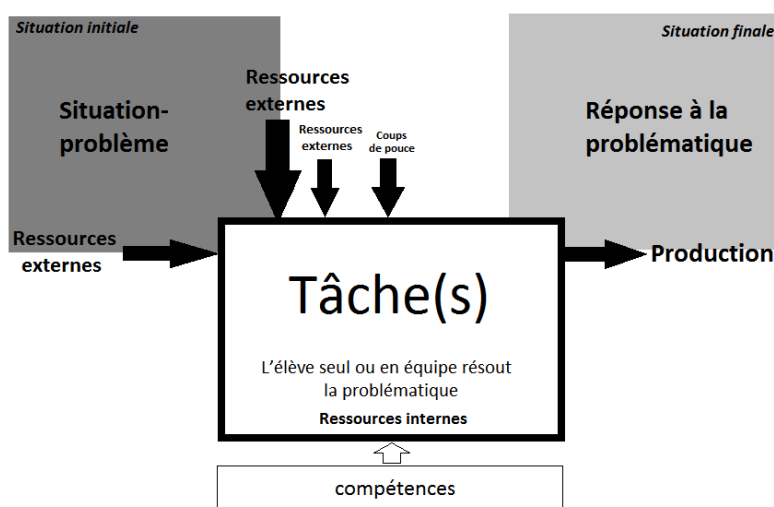 Situation initiale
Situation finale
Situation-
problème
Ressources
externes
Ressources
externes
Coups
de pouce
Réponse à la
problématique
Ressources
externes
Production
Tâche(s)
L'élève seul ou en équipe résout
la problématique
Ressources internes
compétences